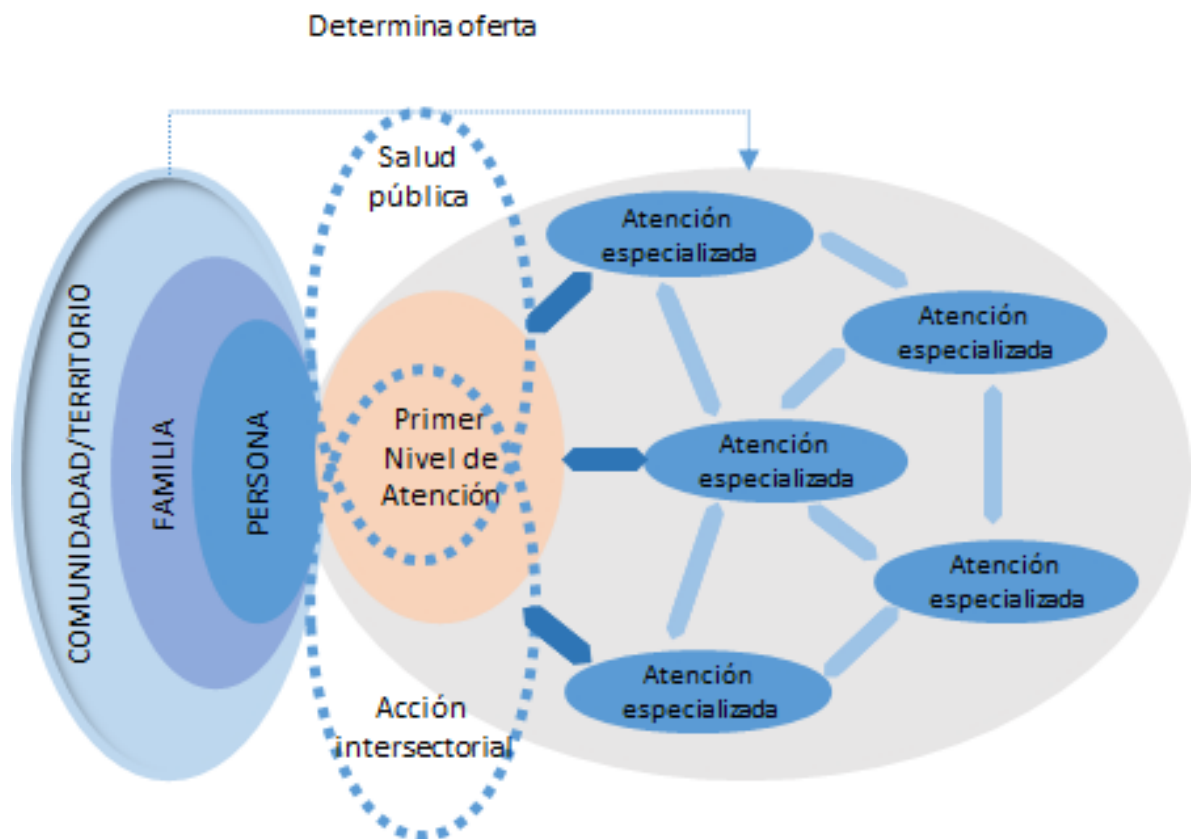 Determina oferta
Salud
pública
COMUNIDADAD/TERRITORIO
FAMILIA
PERSONA
Primer
Nivel de
Atención
Acción
intersectorial
Atención
especializada
Atención
especializada
Atención
especializada
Atención
especializada
Atención
especializada